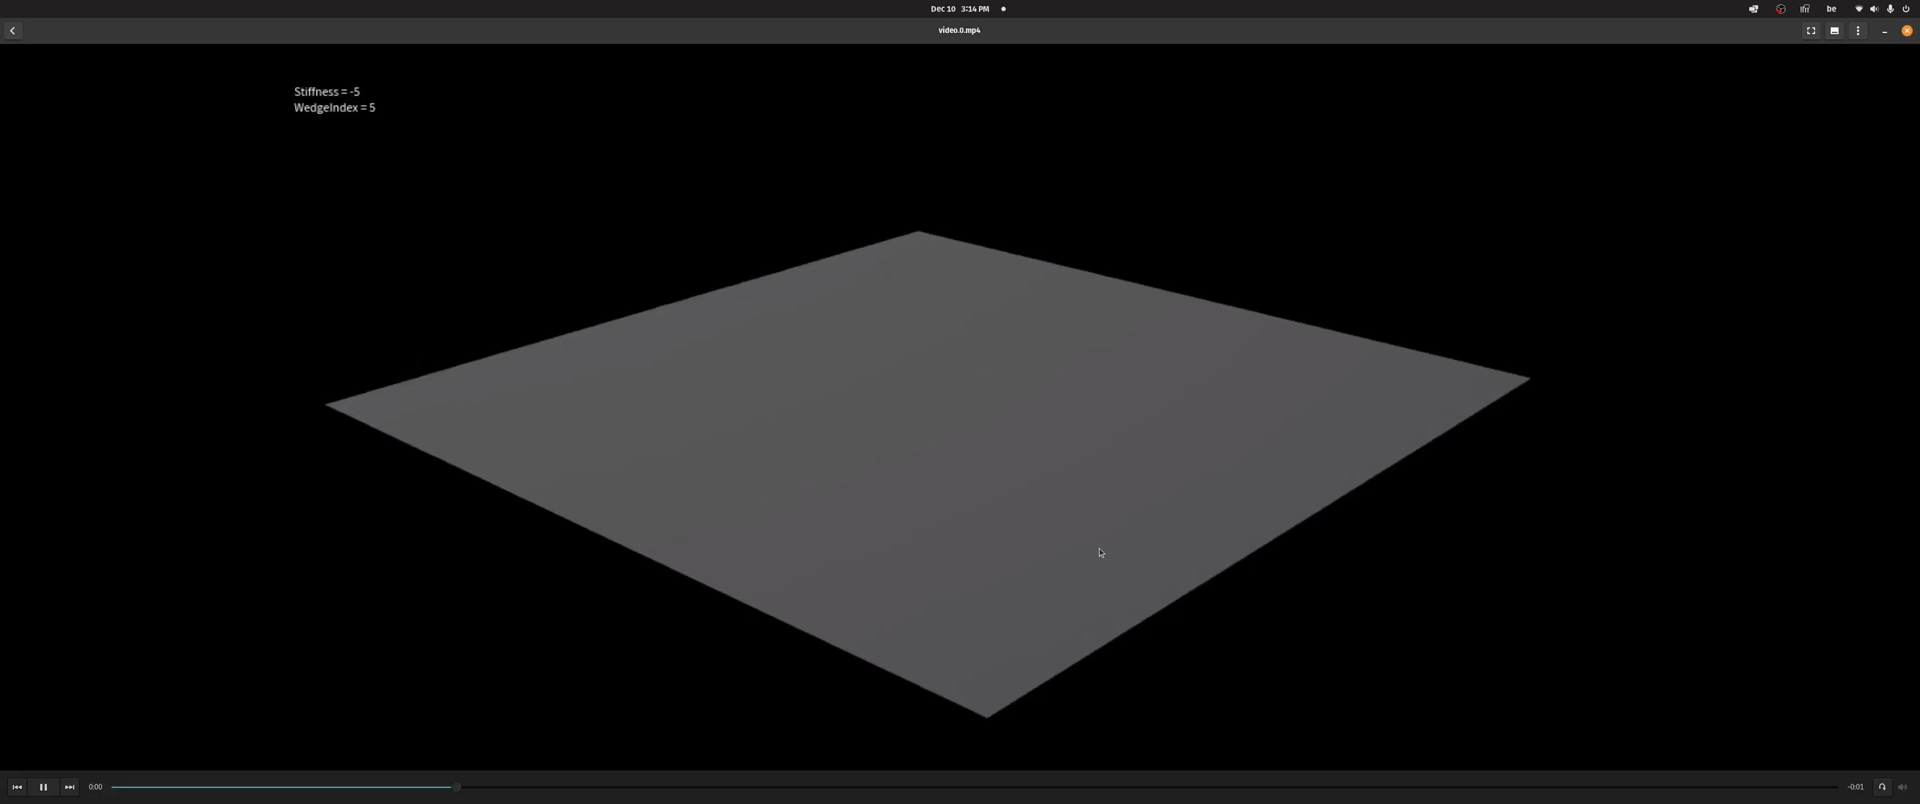 Dec 10 3:14 PM
be
video.0.mp4
Stiffness = -5
WedgeIndex = 5
0:00
-0:01